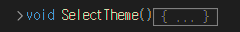 void SelectTheme() { ... }